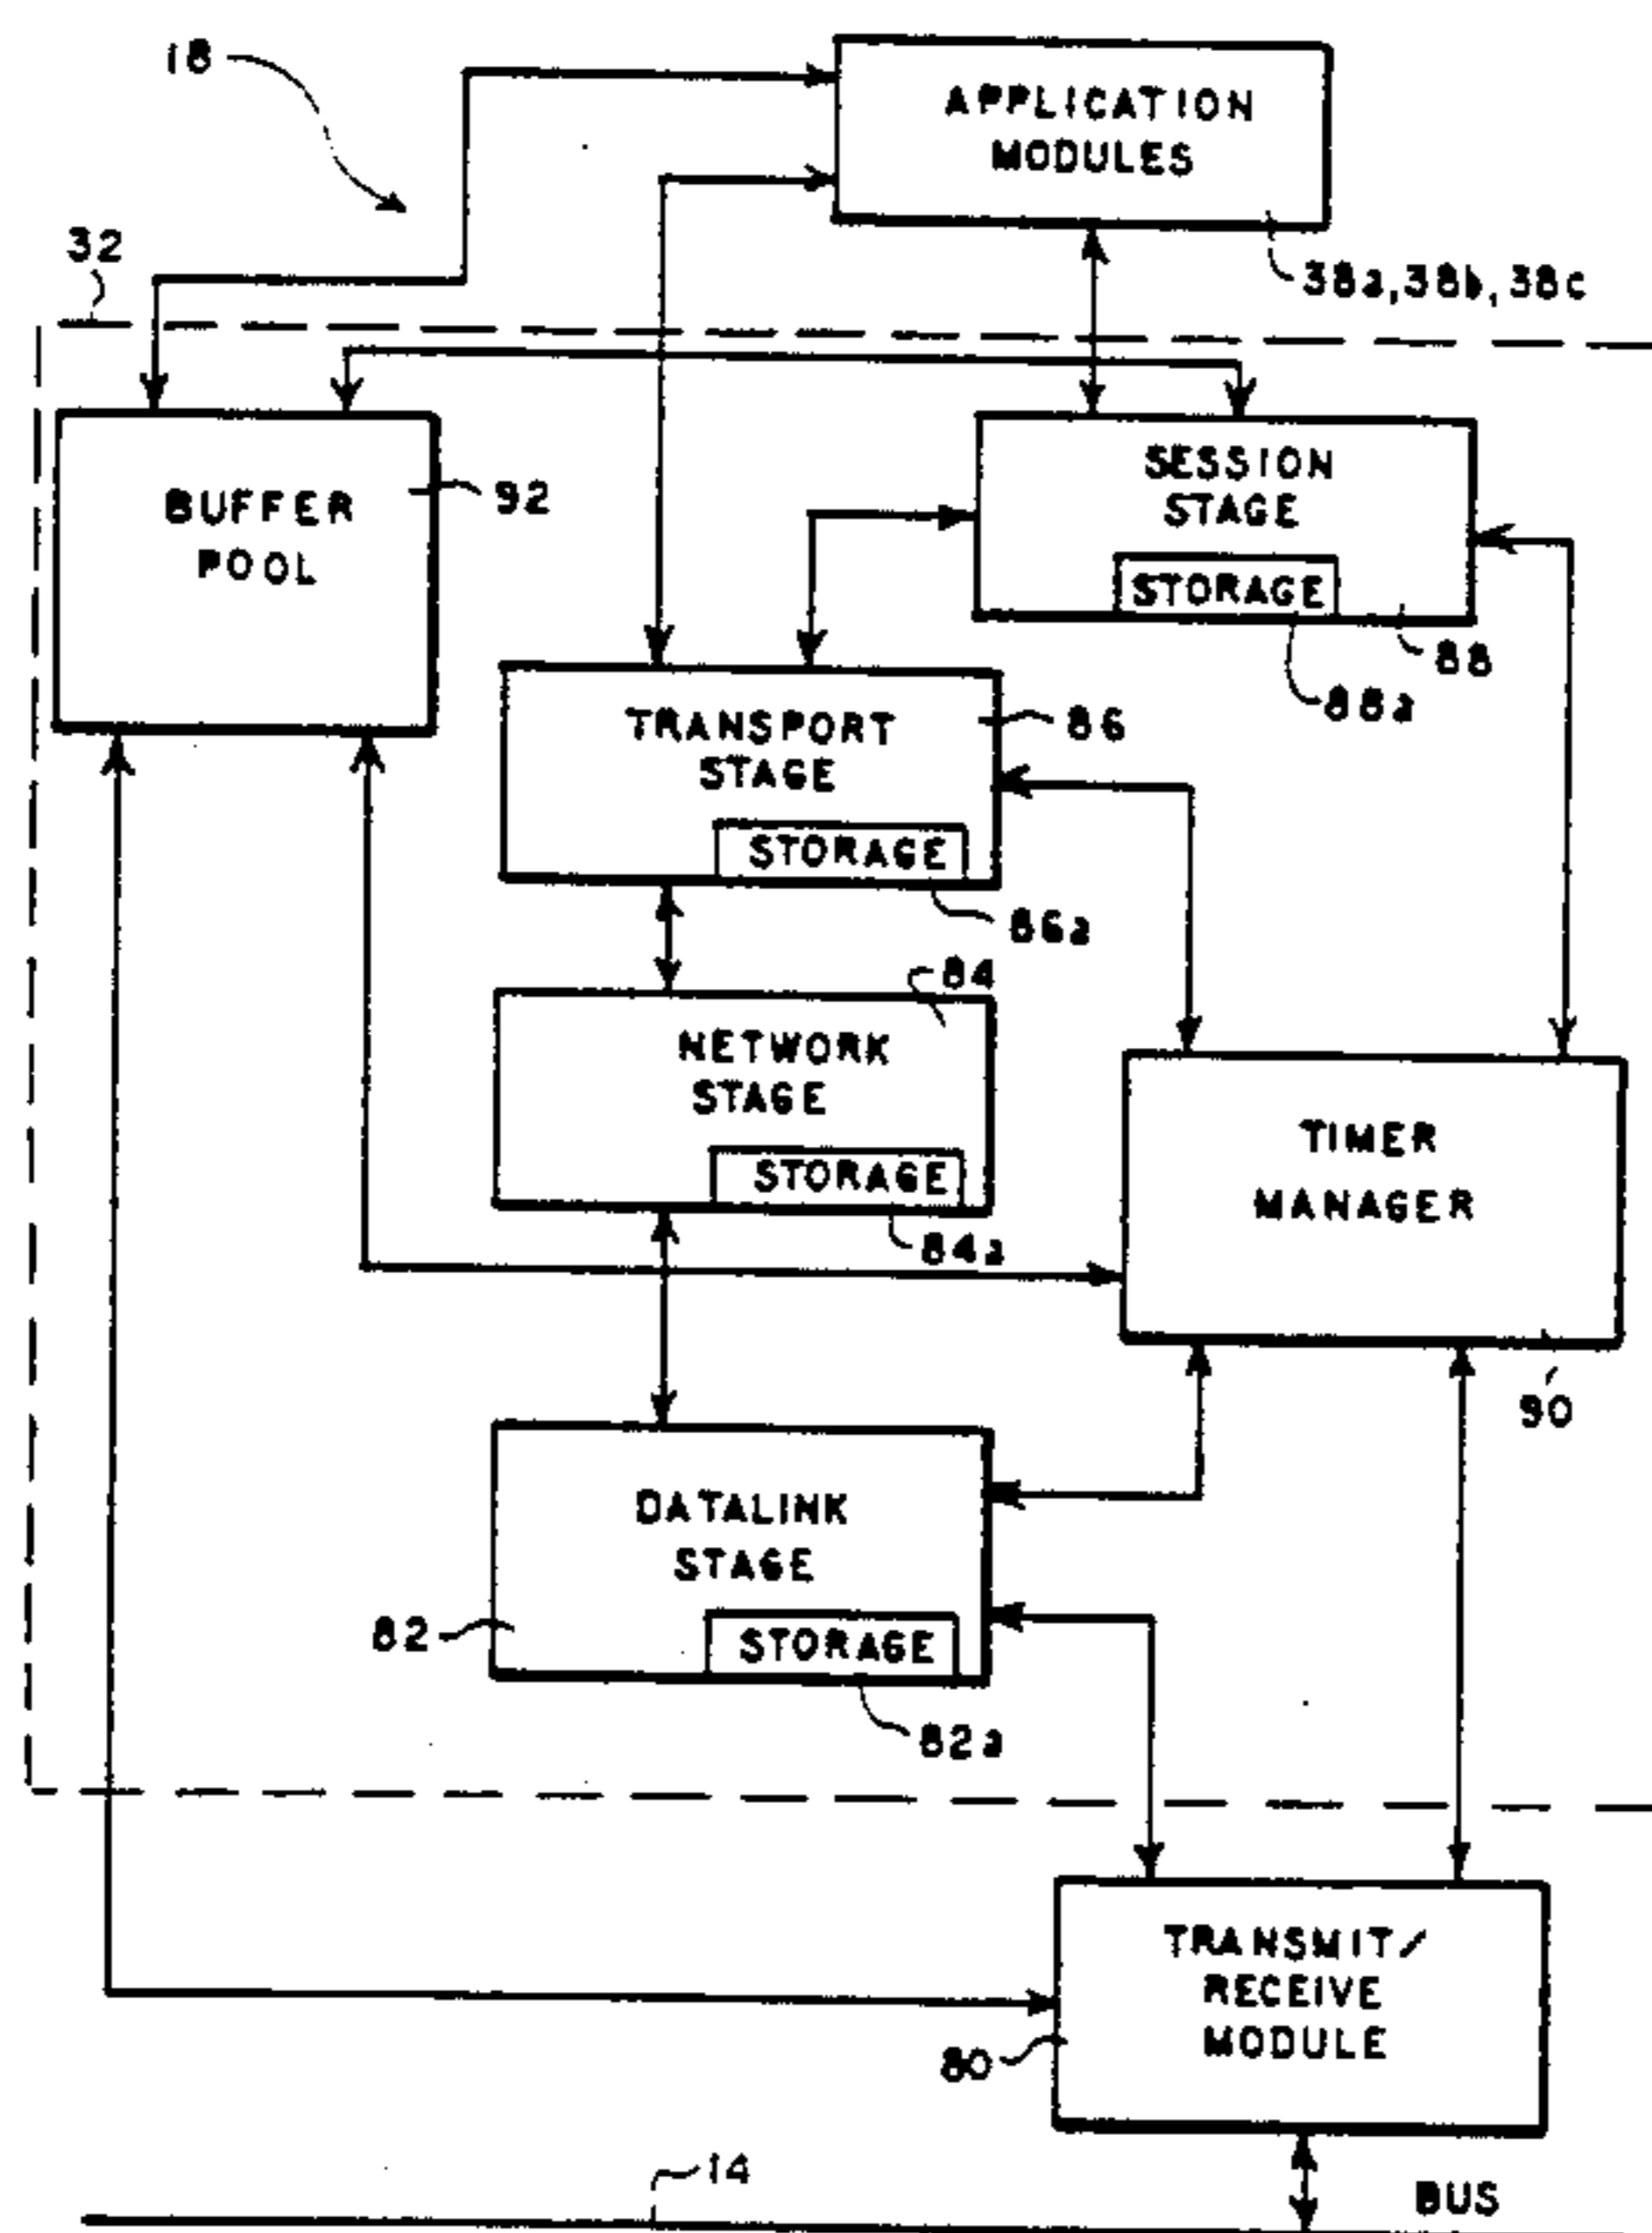 18
APPLICATION
MODULES
32
38a, 38b, 38c
BUFFER
POOL
92
SESSION
STAGE
STORAGE
88
88a
TRANSPORT
STAGE
86
STORAGE
86a
84
NETWORK
STAGE
STORAGE
84a
TIMER
MANAGER
90
DATALINK
STAGE
82
STORAGE
82a
TRANSMIT/
RECEIVE
MODULE
80
14
BUS